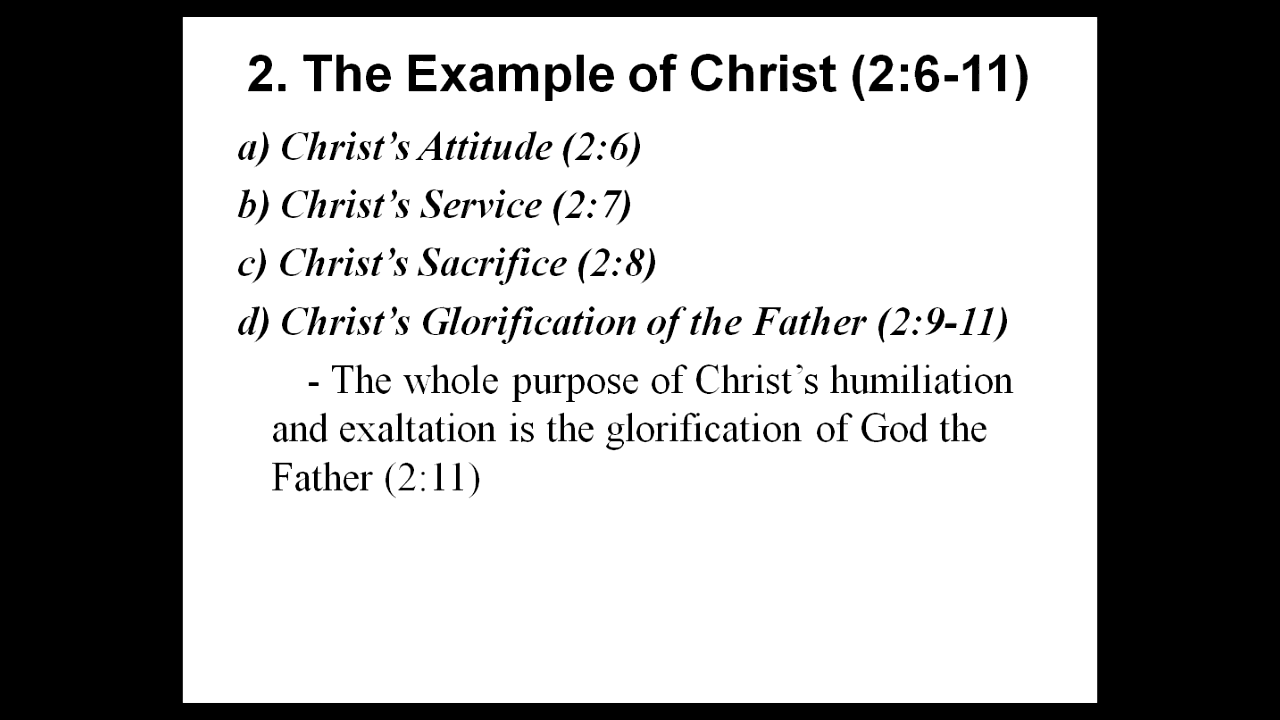 2. The Example of Christ (2:6-11)
a) Christ’s Attitude (2:6)
b) Christ’s Service (2:7)
c) Christ’s Sacrifice (2:8)
d) Christ’s Glorification of the Father (2:9-11)
- The whole purpose of Christ’s humiliation
and exaltation is the glorification of God the
Father (2:11)